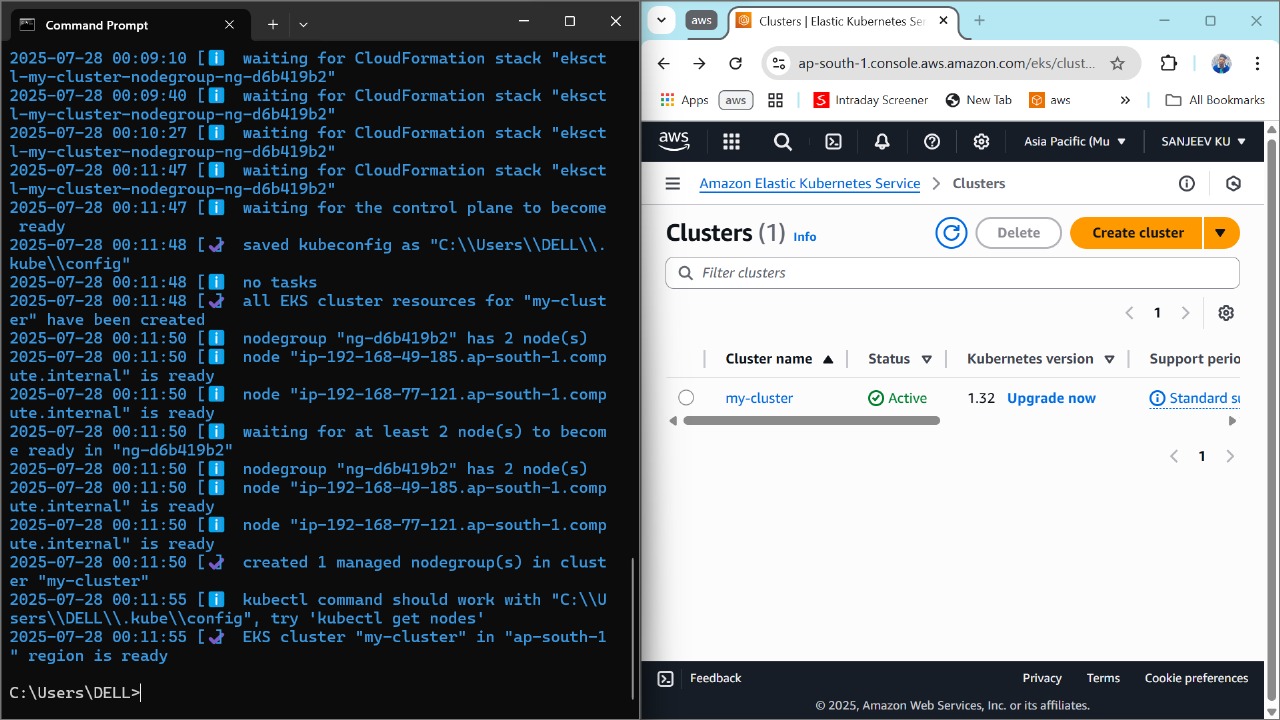 Command Prompt
2025-07-28 00:09:10 [ℹ]  waiting for CloudFormation stack "eksct
l-my-cluster-nodegroup-ng-d6b419b2"
2025-07-28 00:09:40 [ℹ]  waiting for CloudFormation stack "eksct
l-my-cluster-nodegroup-ng-d6b419b2"
2025-07-28 00:10:27 [ℹ]  waiting for CloudFormation stack "eksct
l-my-cluster-nodegroup-ng-d6b419b2"
2025-07-28 00:11:47 [ℹ]  waiting for CloudFormation stack "eksct
l-my-cluster-nodegroup-ng-d6b419b2"
2025-07-28 00:11:47 [ℹ]  waiting for the control plane to become
ready
2025-07-28 00:11:48 [✔]  saved kubeconfig as "C:\\Users\\DELL\\.
kube\\config"
2025-07-28 00:11:48 [ℹ]  no tasks
2025-07-28 00:11:48 [✔]  all EKS cluster resources for "my-clust
er" have been created
2025-07-28 00:11:50 [ℹ]  nodegroup "ng-d6b419b2" has 2 node(s)
2025-07-28 00:11:50 [ℹ]  node "ip-192-168-49-185.ap-south-1.comp
ute.internal" is ready
2025-07-28 00:11:50 [ℹ]  node "ip-192-168-77-121.ap-south-1.comp
ute.internal" is ready
2025-07-28 00:11:50 [ℹ]  waiting for at least 2 node(s) to becom
e ready in "ng-d6b419b2"
2025-07-28 00:11:50 [ℹ]  nodegroup "ng-d6b419b2" has 2 node(s)
2025-07-28 00:11:50 [ℹ]  node "ip-192-168-49-185.ap-south-1.comp
ute.internal" is ready
2025-07-28 00:11:50 [ℹ]  node "ip-192-168-77-121.ap-south-1.comp
ute.internal" is ready
2025-07-28 00:11:50 [✔]  created 1 managed nodegroup(s) in clust
er "my-cluster"
2025-07-28 00:11:55 [ℹ]  kubectl command should work with "C:\\U
sers\\DELL\\.kube\\config", try 'kubectl get nodes'
2025-07-28 00:11:55 [✔]  EKS cluster "my-cluster" in "ap-south-1
" region is ready
C:\Users\DELL>
aws Clusters | Elastic Kubernetes Se
ap-south-1.console.aws.amazon.com/eks/clust...
Apps aws Intraday Screener New Tab aws » All Bookmarks
aws Asia Pacific (Mu SANJEEV KU
Amazon Elastic Kubernetes Service > Clusters
Clusters (1) Info Delete Create cluster
Filter clusters
1
Cluster name Status Kubernetes version Support perio
my-cluster Active 1.32 Upgrade now Standard su
1
Feedback Privacy Terms Cookie preferences
© 2025, Amazon Web Services, Inc. or its affiliates.